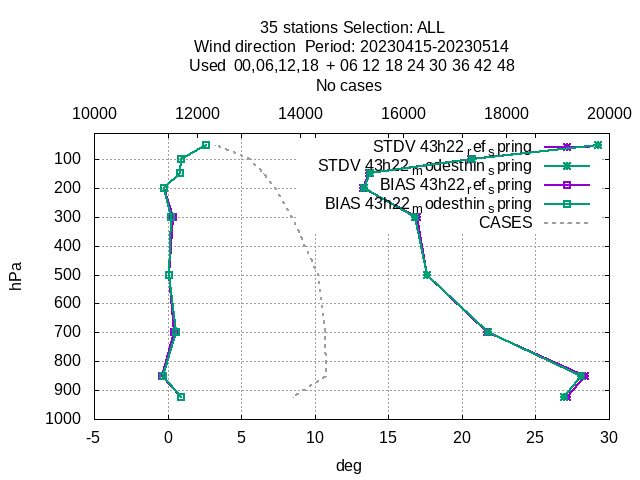 35 stations Selection: ALL
Wind direction  Period: 20230415-20230514
Used  00,06,12,18  + 06 12 18 24 30 36 42 48
No cases
10000 12000 14000 16000 18000 20000
STDV 43h22_ref_spring
STDV 43h22_modesthin_spring
BIAS 43h22_ref_spring
BIAS 43h22_modesthin_spring
CASES
100
200
300
400
500
600
700
800
900
1000
hPa
-5 0 5 10 15 20 25 30
deg